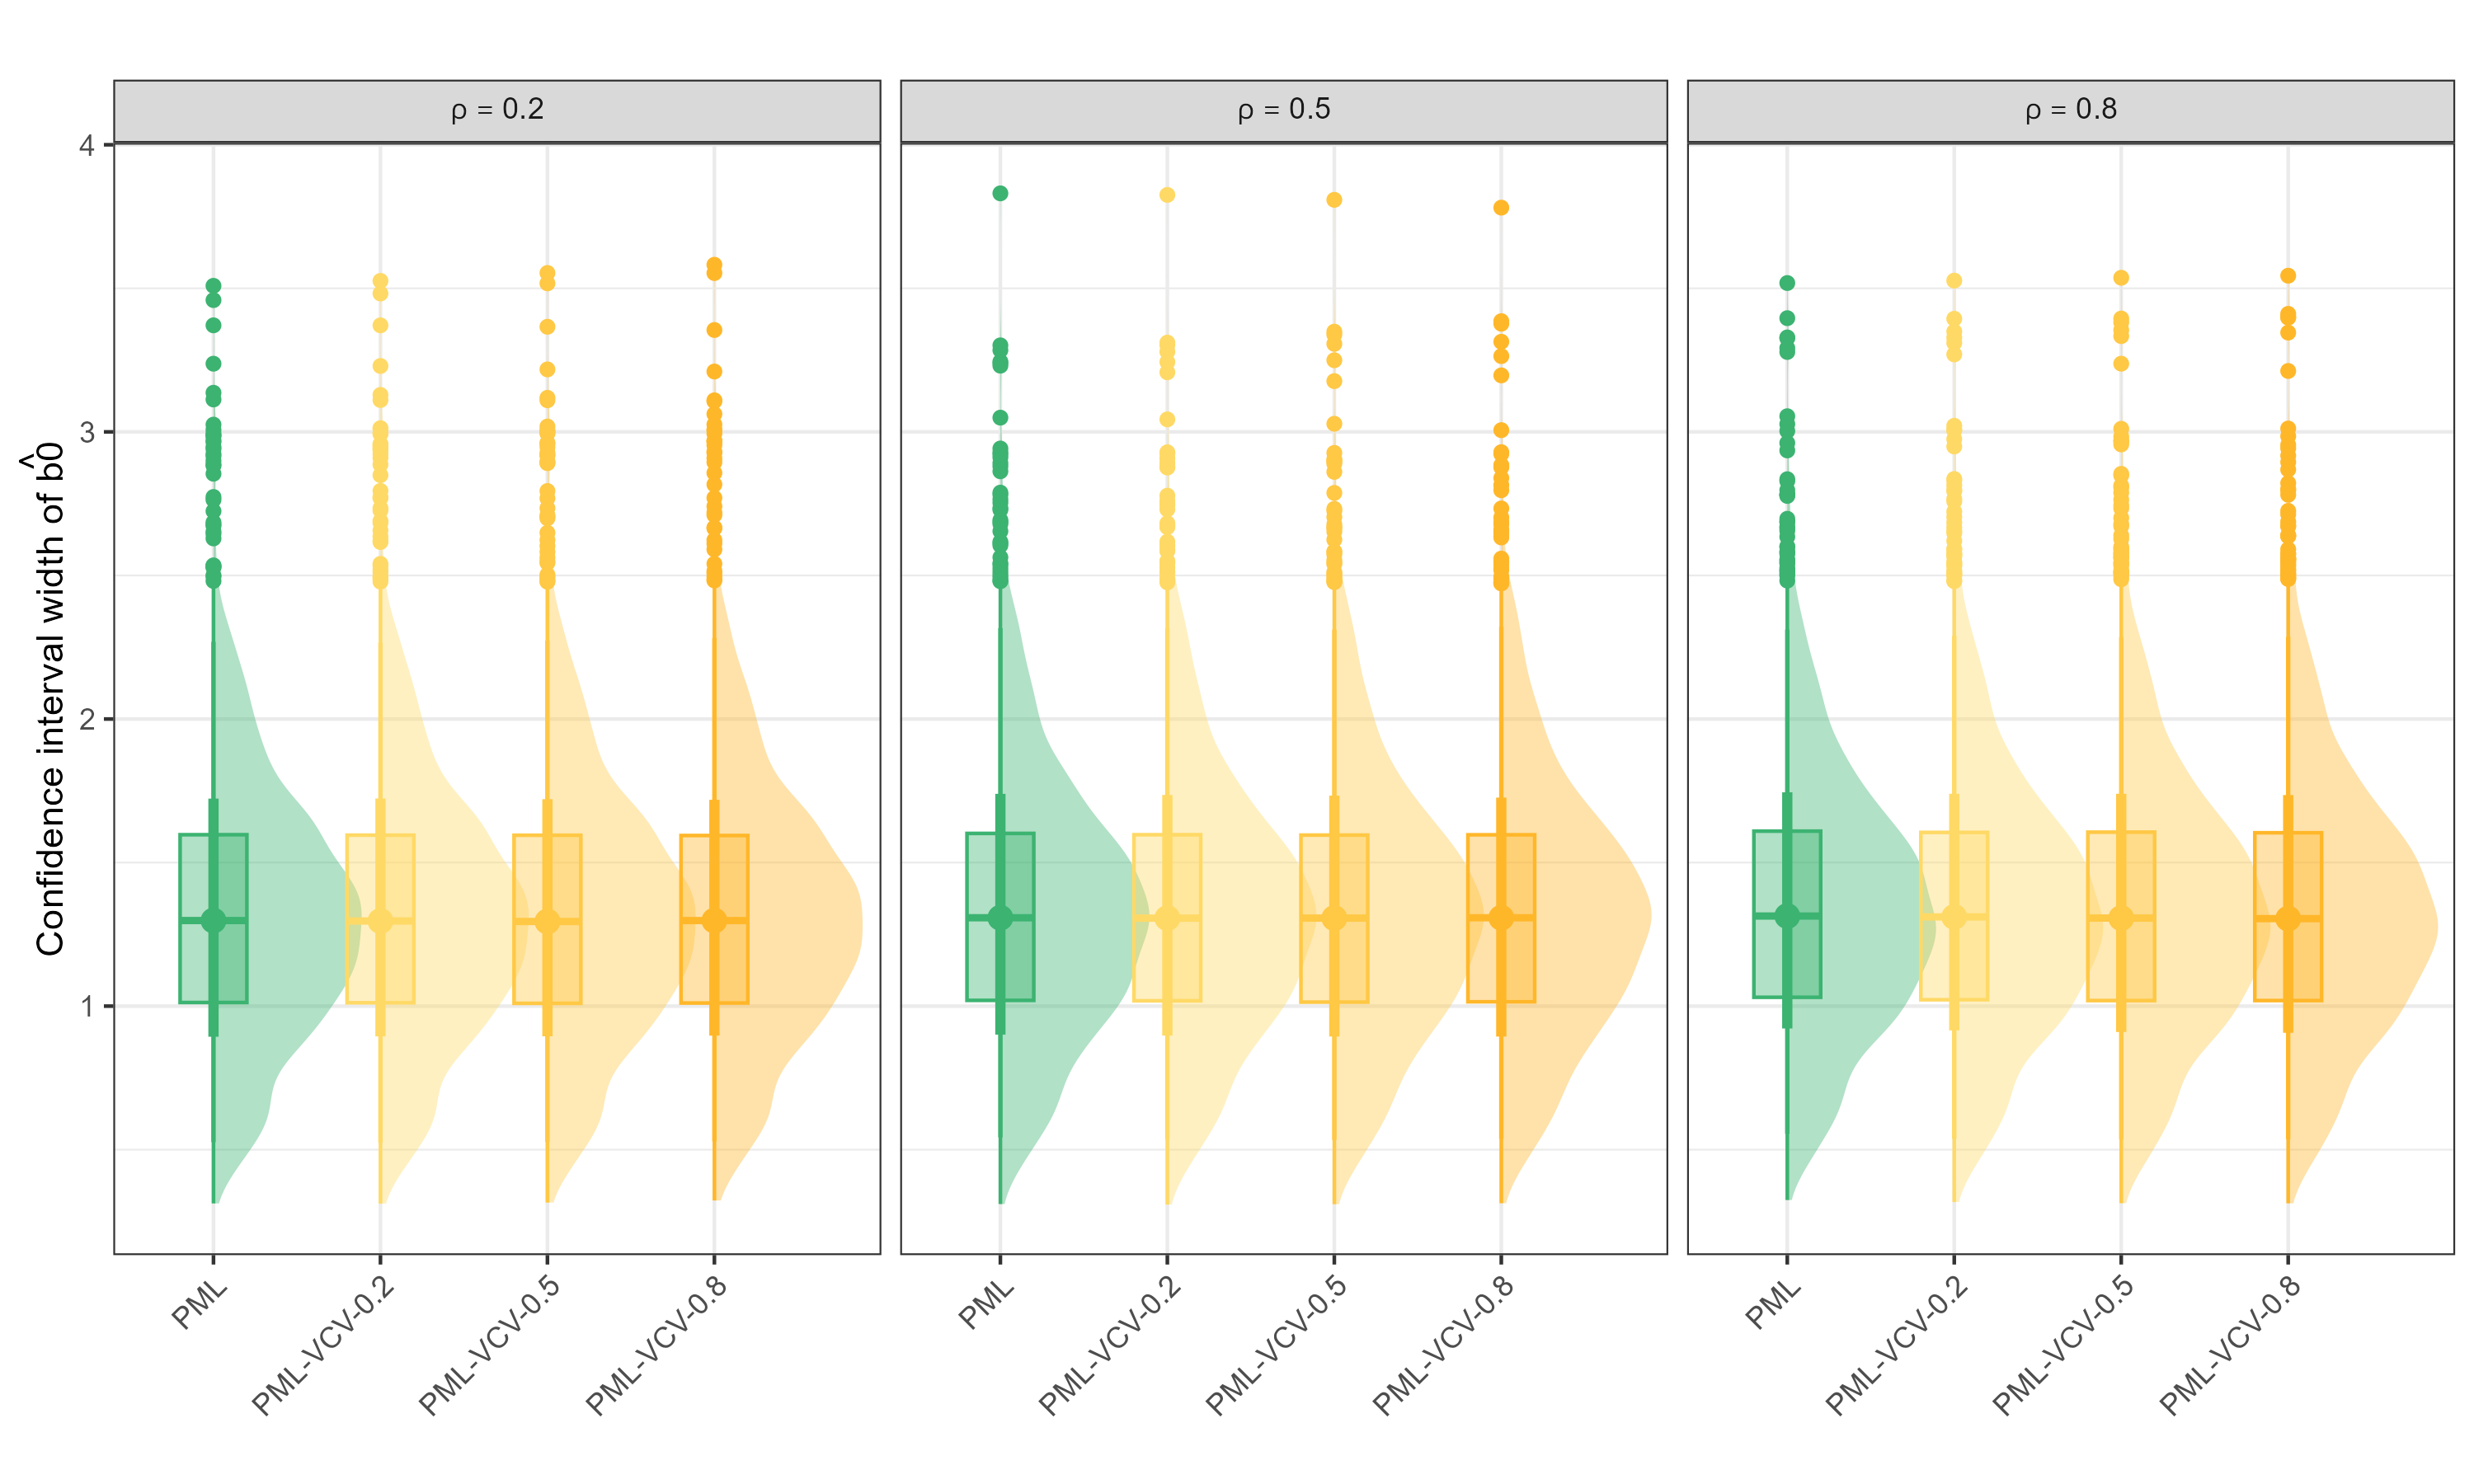 ρ = 0.2
ρ = 0.5
ρ = 0.8
Confidence interval width of b̂0
4
3
2
1
PML
PML-VCV-0.2
PML-VCV-0.5
PML-VCV-0.8
PML
PML-VCV-0.2
PML-VCV-0.5
PML-VCV-0.8
PML
PML-VCV-0.2
PML-VCV-0.5
PML-VCV-0.8